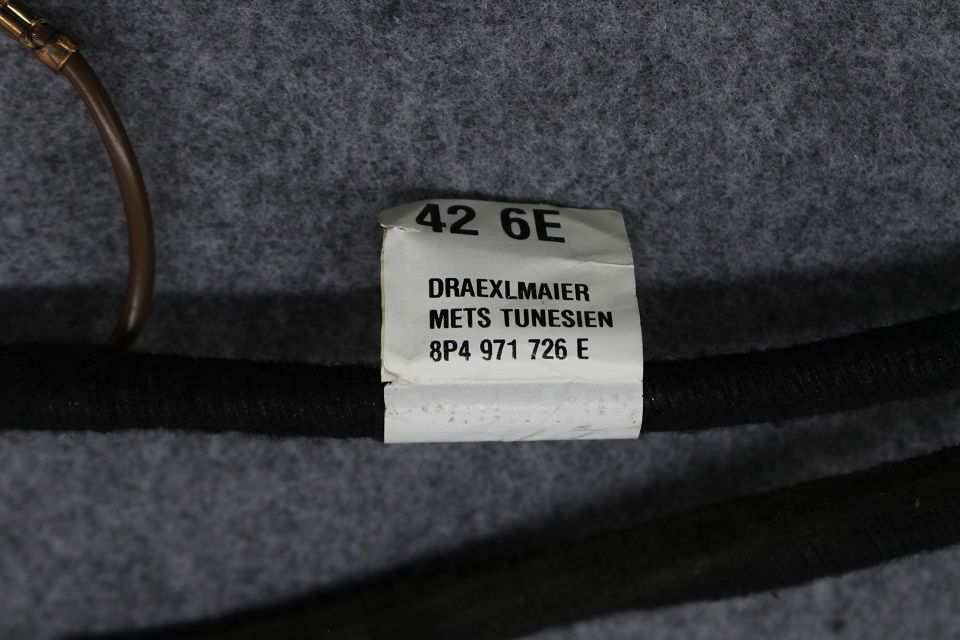 42 6E
DRAEXLMAIER
METS TUNESIEN
8P4 971 726 E